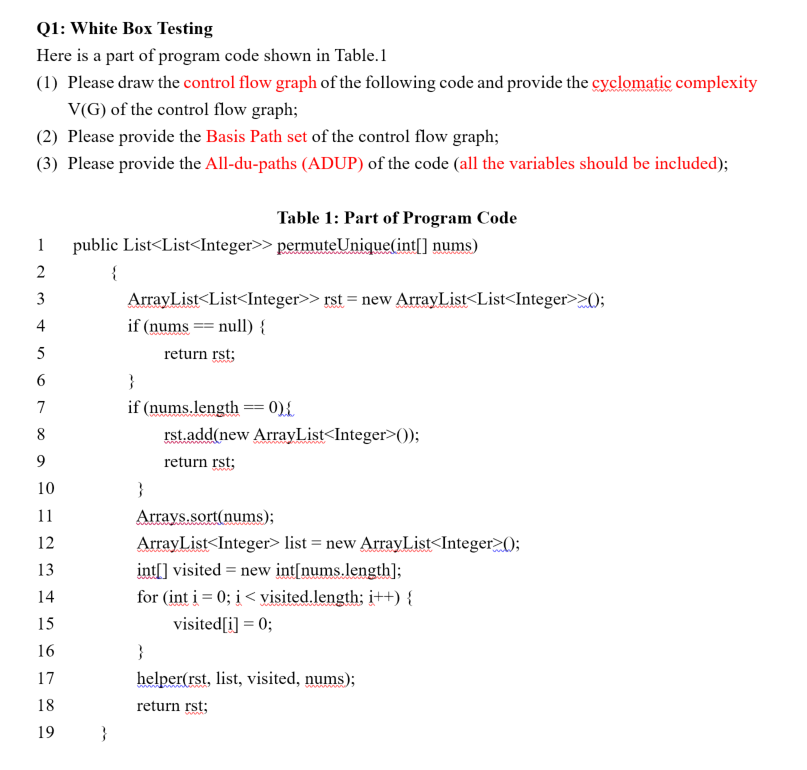 Q1: White Box Testing
Here is a part of program code shown in Table.1
(1) Please draw the control flow graph of the following code and provide the cyclomatic complexity
V(G) of the control flow graph;
(2) Please provide the Basis Path set of the control flow graph;
(3) Please provide the All-du-paths (ADUP) of the code (all the variables should be included);
Table 1: Part of Program Code
1 public List<List<Integer>> permuteUnique(int[] nums)
2 {
3 ArrayList<List<Integer>> rst = new ArrayList<List<Integer>>();
4 if (nums == null) {
5 return rst;
6 }
7 if (nums.length == 0){
8 rst.add(new ArrayList<Integer>());
9 return rst;
10 }
11 Arrays.sort(nums);
12 ArrayList<Integer> list = new ArrayList<Integer>();
13 int[] visited = new int[nums.length];
14 for (int i = 0; i < visited.length; i++) {
15 visited[i] = 0;
16 }
17 helper(rst, list, visited, nums);
18 return rst;
19 }